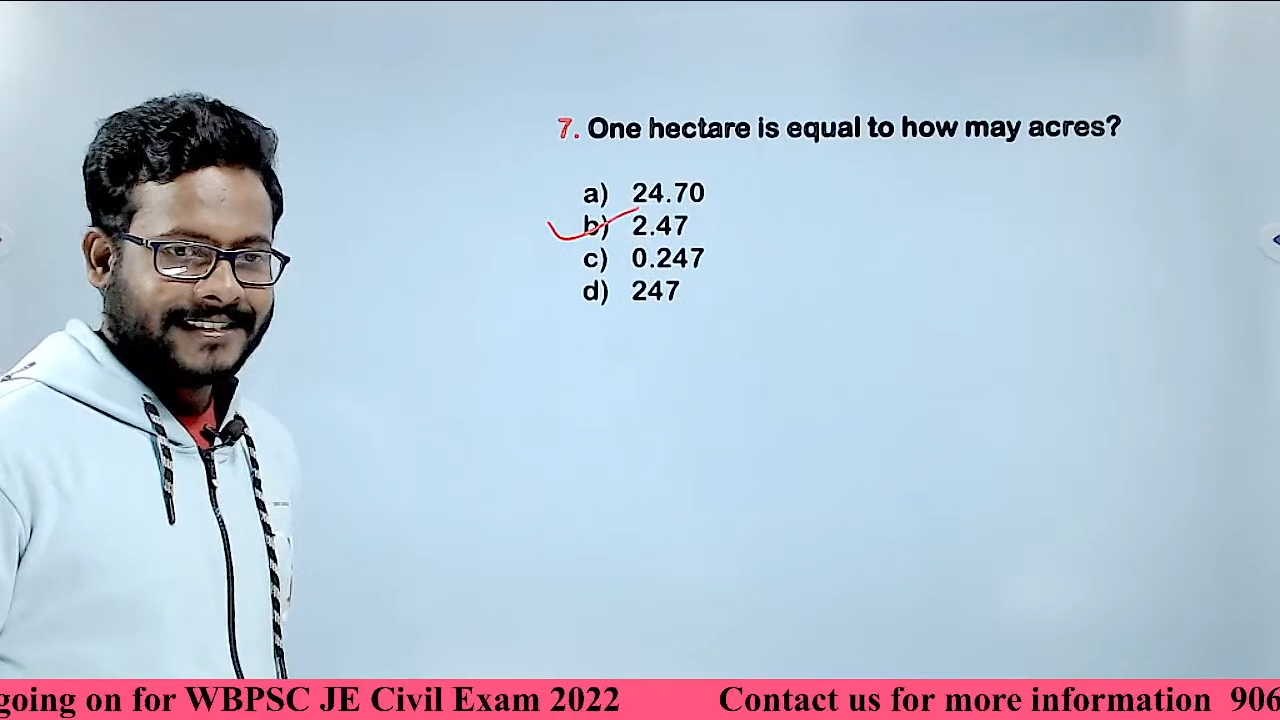 7. One hectare is equal to how may acres?
a) 24.70
b) 2.47
c) 0.247
d) 247
going on for WBPSC JE Civil Exam 2022 Contact us for more information 906